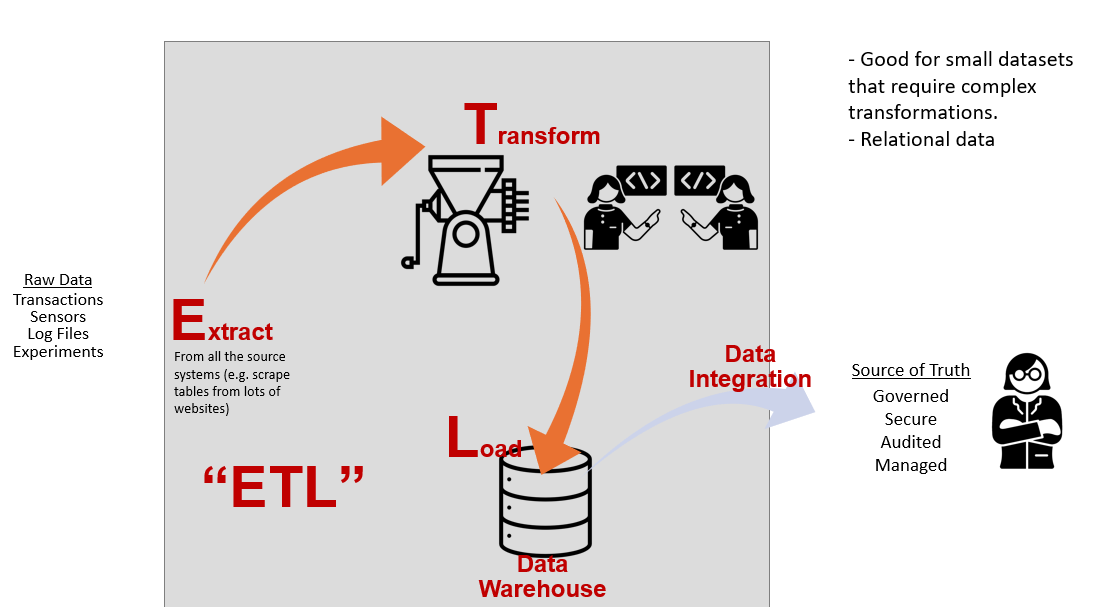 - Good for small datasets
that require complex
transformations.
- Relational data
Transform
</>
</>
Raw Data
Transactions
Sensors
Log Files
Experiments
Extract
From all the source
systems (e.g. scrape
tables from lots of
websites)
Data
Integration
Source of Truth
Governed
Secure
Audited
Managed
Load
“ETL”
Data
Warehouse